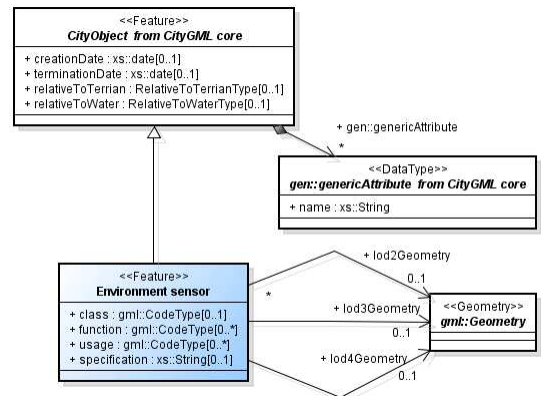 <<Feature>>
CityObject from CityGML core
+ creationDate : xs::date[0..1]
+ terminationDate : xs::date[0..1]
+ relativeToTerrian : RelativeToTerrianType[0..1]
+ relativeToWater : RelativeToWaterType[0..1]
+ gen::genericAttribute
*
<<DataType>>
gen::genericAttribute from CityGML core
+ name : xs::String
<<Feature>>
Environment sensor
+ class : gml::CodeType[0..1]
+ function : gml::CodeType[0..*]
+ usage : gml::CodeType[0..*]
+ specification : xs::String[0..1]
+ lod2Geometry
*
0..1
+ lod3Geometry
0..1
+ lod4Geometry
0..1
<<Geometry>>
gml::Geometry